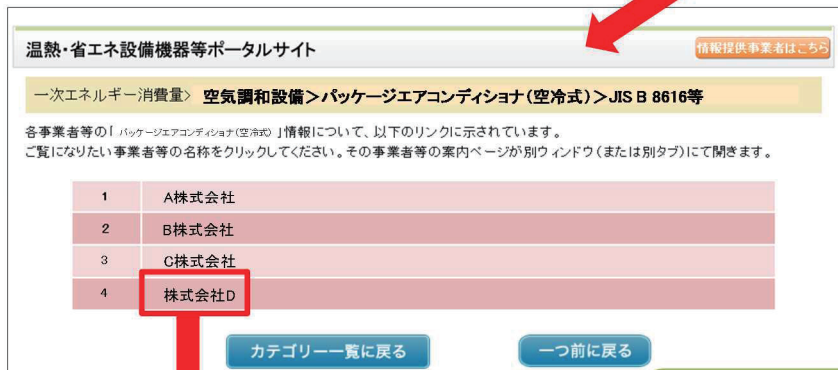 温熱・省エネ設備機器等ポータルサイト
情報提供事業者はこちら
一次エネルギー消費量> 空気調和設備>パッケージエアコンディショナ(空冷式)>JIS B 8616等
各事業者等の「パッケージエアコンディショナ(空冷式)」情報について、以下のリンクに示されています。
ご覧になりたい事業者等の名称をクリックしてください。その事業者等の案内ページが別ウィンドウ(または別タブ)にて開きます。
1 A株式会社
2 B株式会社
3 C株式会社
4 株式会社D
カテゴリー一覧に戻る 一つ前に戻る